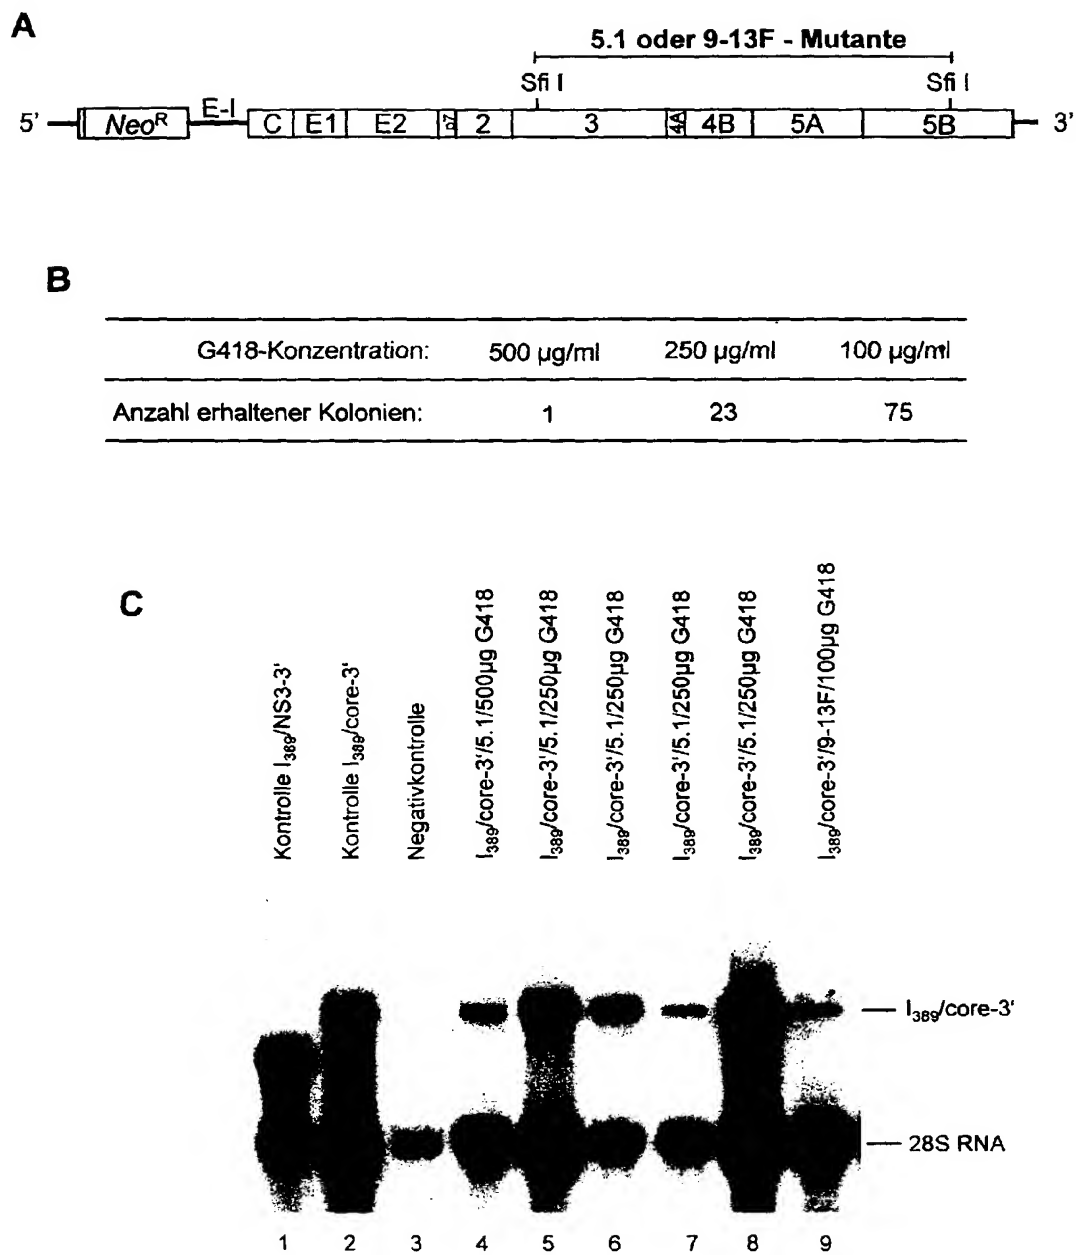 A
5.1 oder 9-13F - Mutante
Sfi I Sfi I
5' NeoR E-I C E1 E2 p7 2 3 4A 4B 5A 5B 3'
B
G418-Konzentration: 500 µg/ml 250 µg/ml 100 µg/ml
Anzahl erhaltener Kolonien: 1 23 75
C
Kontrolle I389/NS3-3'
Kontrolle I389/core-3'
Negativkontrolle
I389/core-3'/5.1/500µg G418
I389/core-3'/5.1/250µg G418
I389/core-3'/5.1/250µg G418
I389/core-3'/5.1/250µg G418
I389/core-3'/5.1/250µg G418
I389/core-3'/9-13F/100µg G418
I389/core-3'
28S RNA
1 2 3 4 5 6 7 8 9